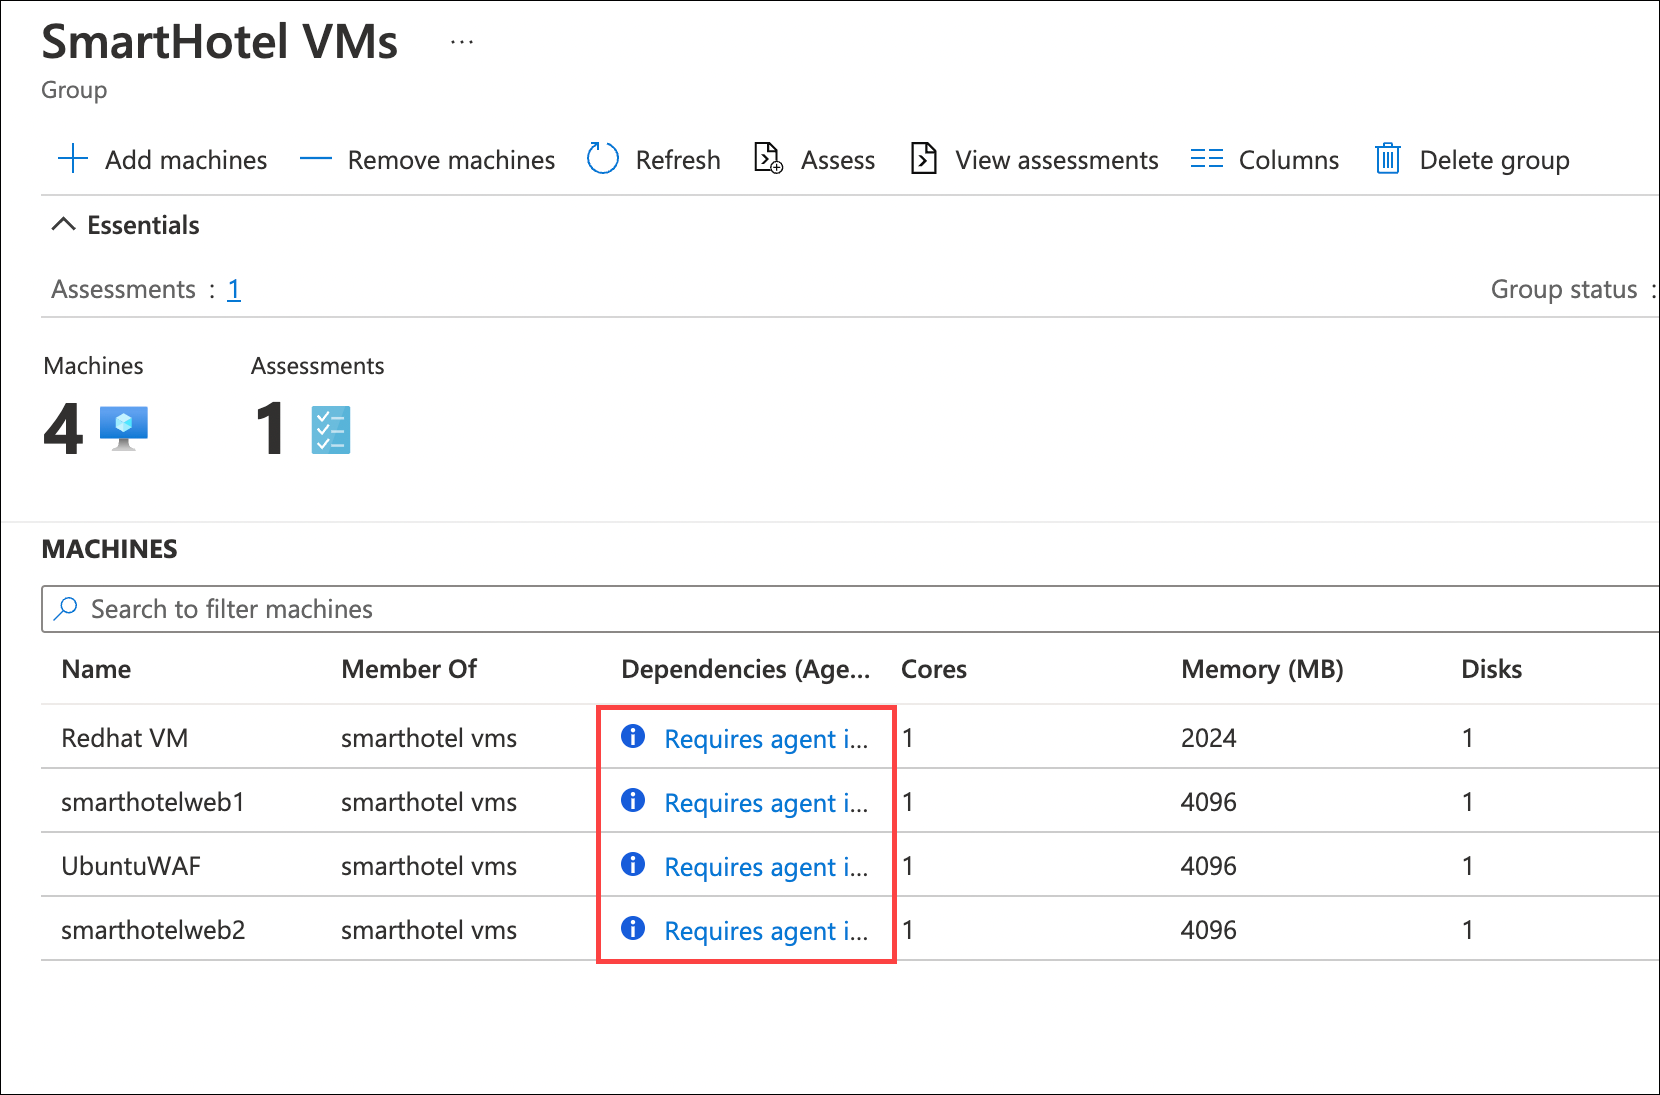 SmartHotel VMs ...
Group
Add machines Remove machines Refresh Assess View assessments Columns Delete group
Essentials
Assessments : 1 Group status :
Machines Assessments
4 1
MACHINES
Search to filter machines
Name Member Of Dependencies (Age... Cores Memory (MB) Disks
Redhat VM smarthotel vms Requires agent i... 1 2024 1
smarthotelweb1 smarthotel vms Requires agent i... 1 4096 1
UbuntuWAF smarthotel vms Requires agent i... 1 4096 1
smarthotelweb2 smarthotel vms Requires agent i... 1 4096 1